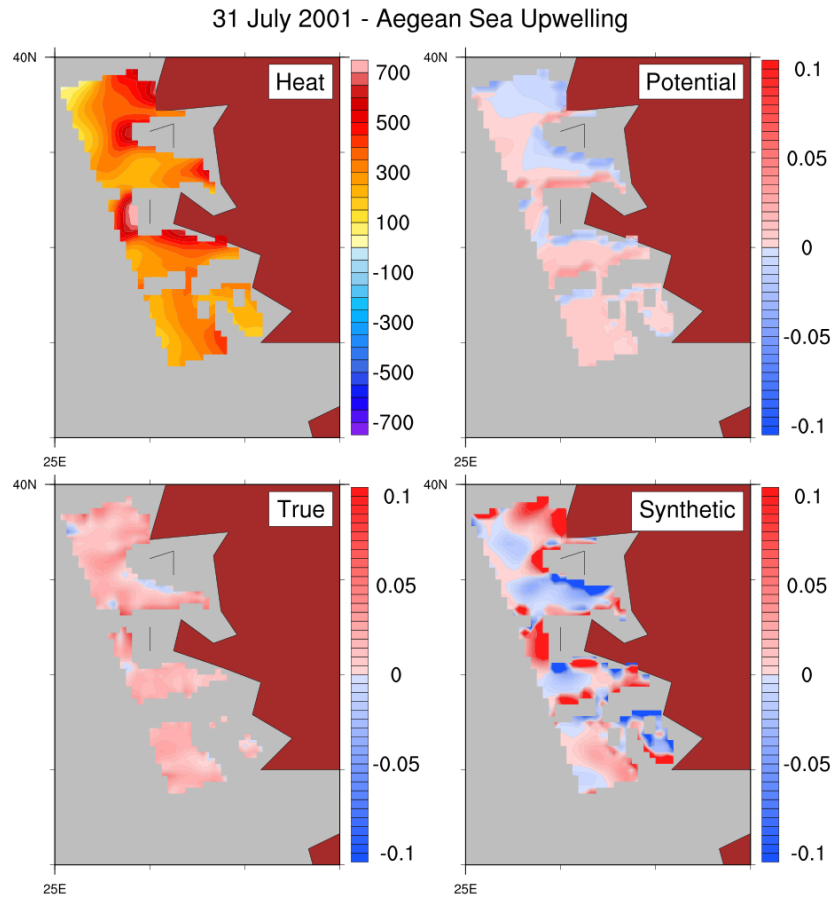 31 July 2001 - Aegean Sea Upwelling
40N
Heat
700
500
300
100
-100
-300
-500
-700
25E
40N
Potential
0.1
0.05
0
-0.05
-0.1
25E
40N
True
0.1
0.05
0
-0.05
-0.1
25E
40N
Synthetic
0.1
0.05
0
-0.05
-0.1
25E